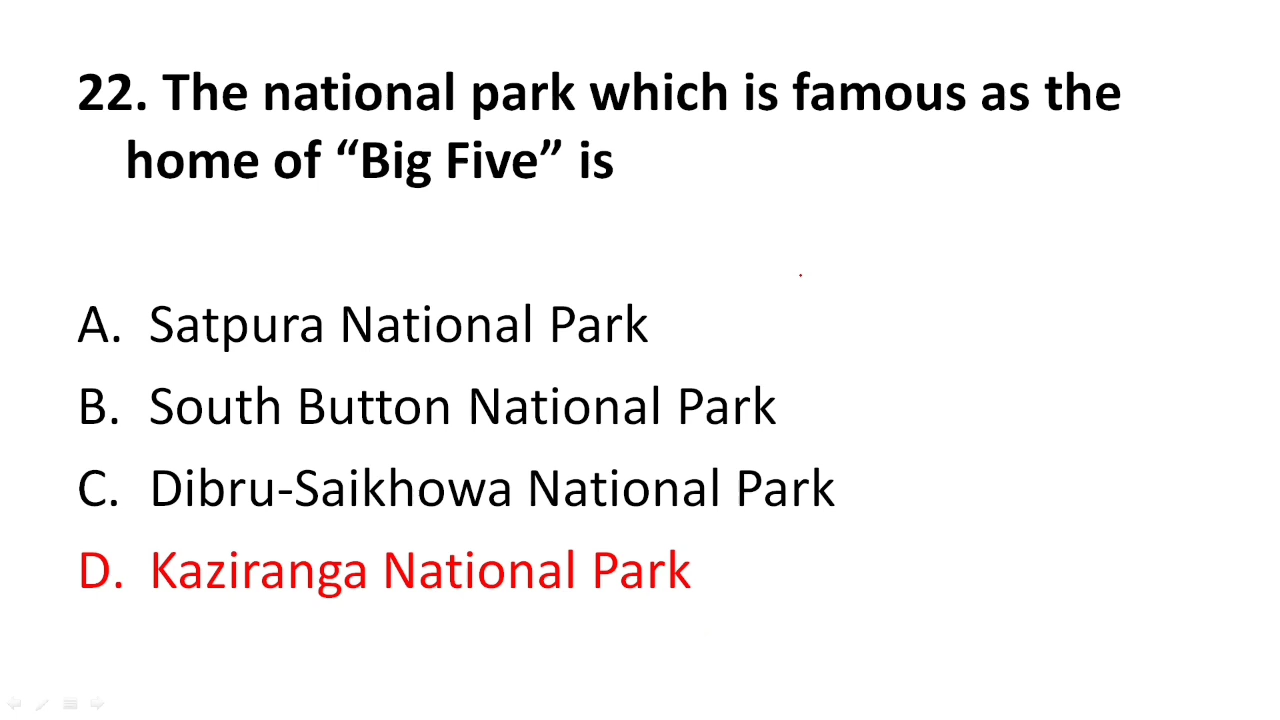 22. The national park which is famous as the
home of “Big Five” is
A. Satpura National Park
B. South Button National Park
C. Dibru-Saikhowa National Park
D. Kaziranga National Park